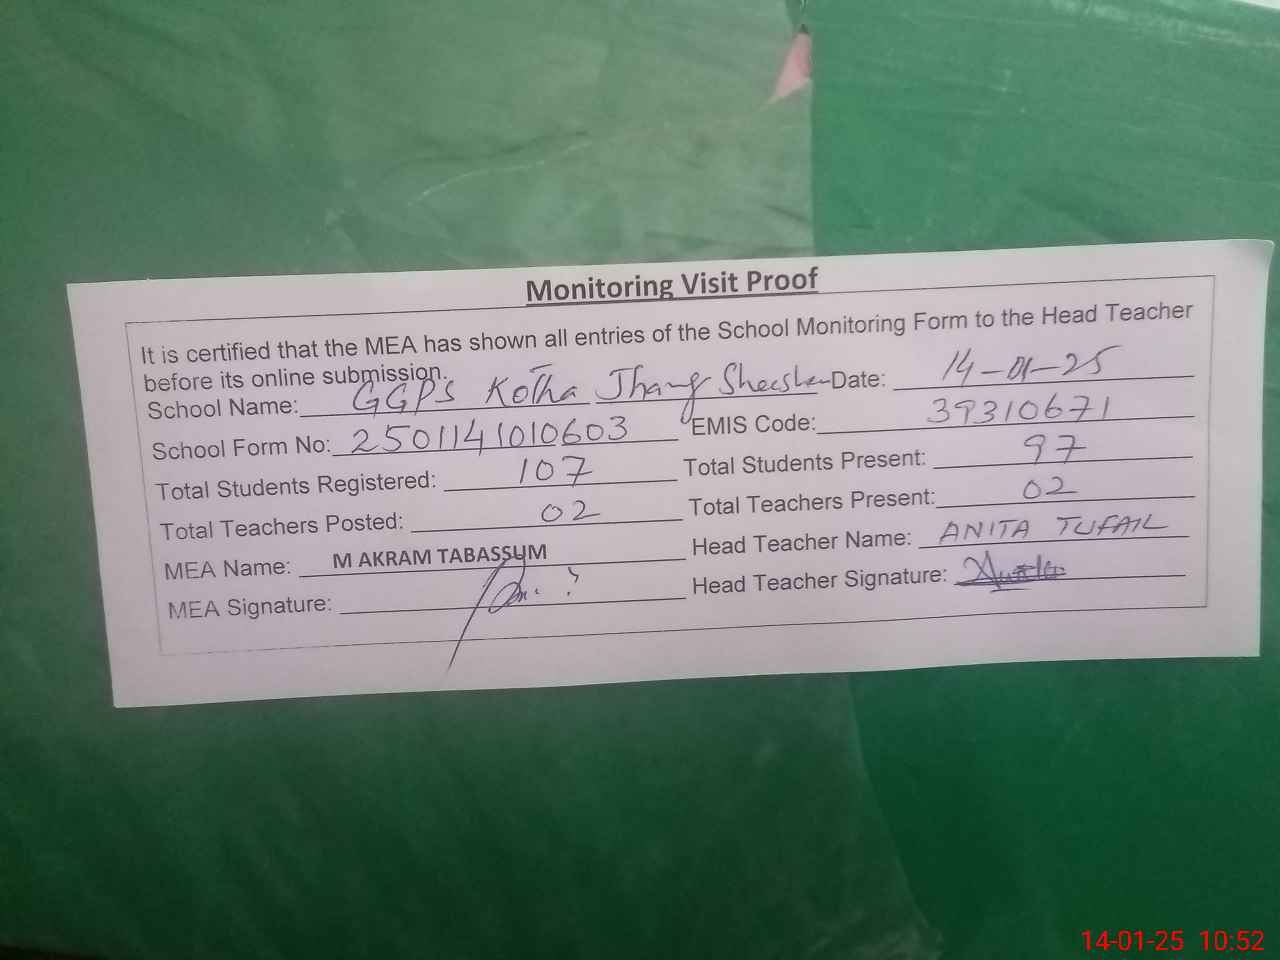 Monitoring Visit Proof
It is certified that the MEA has shown all entries of the School Monitoring Form to the Head Teacher
before its online submission.
School Name: GGPS Kotha Jhang Date: 14-01-25
School Form No: 2501141010603 EMIS Code: 39310671
Total Students Registered: 107 Total Students Present: 97
Total Teachers Posted: 02 Total Teachers Present: 02
MEA Name: M AKRAM TABASSUM Head Teacher Name: ANITA TUFAIL
MEA Signature: Head Teacher Signature:
14-01-25 10:52